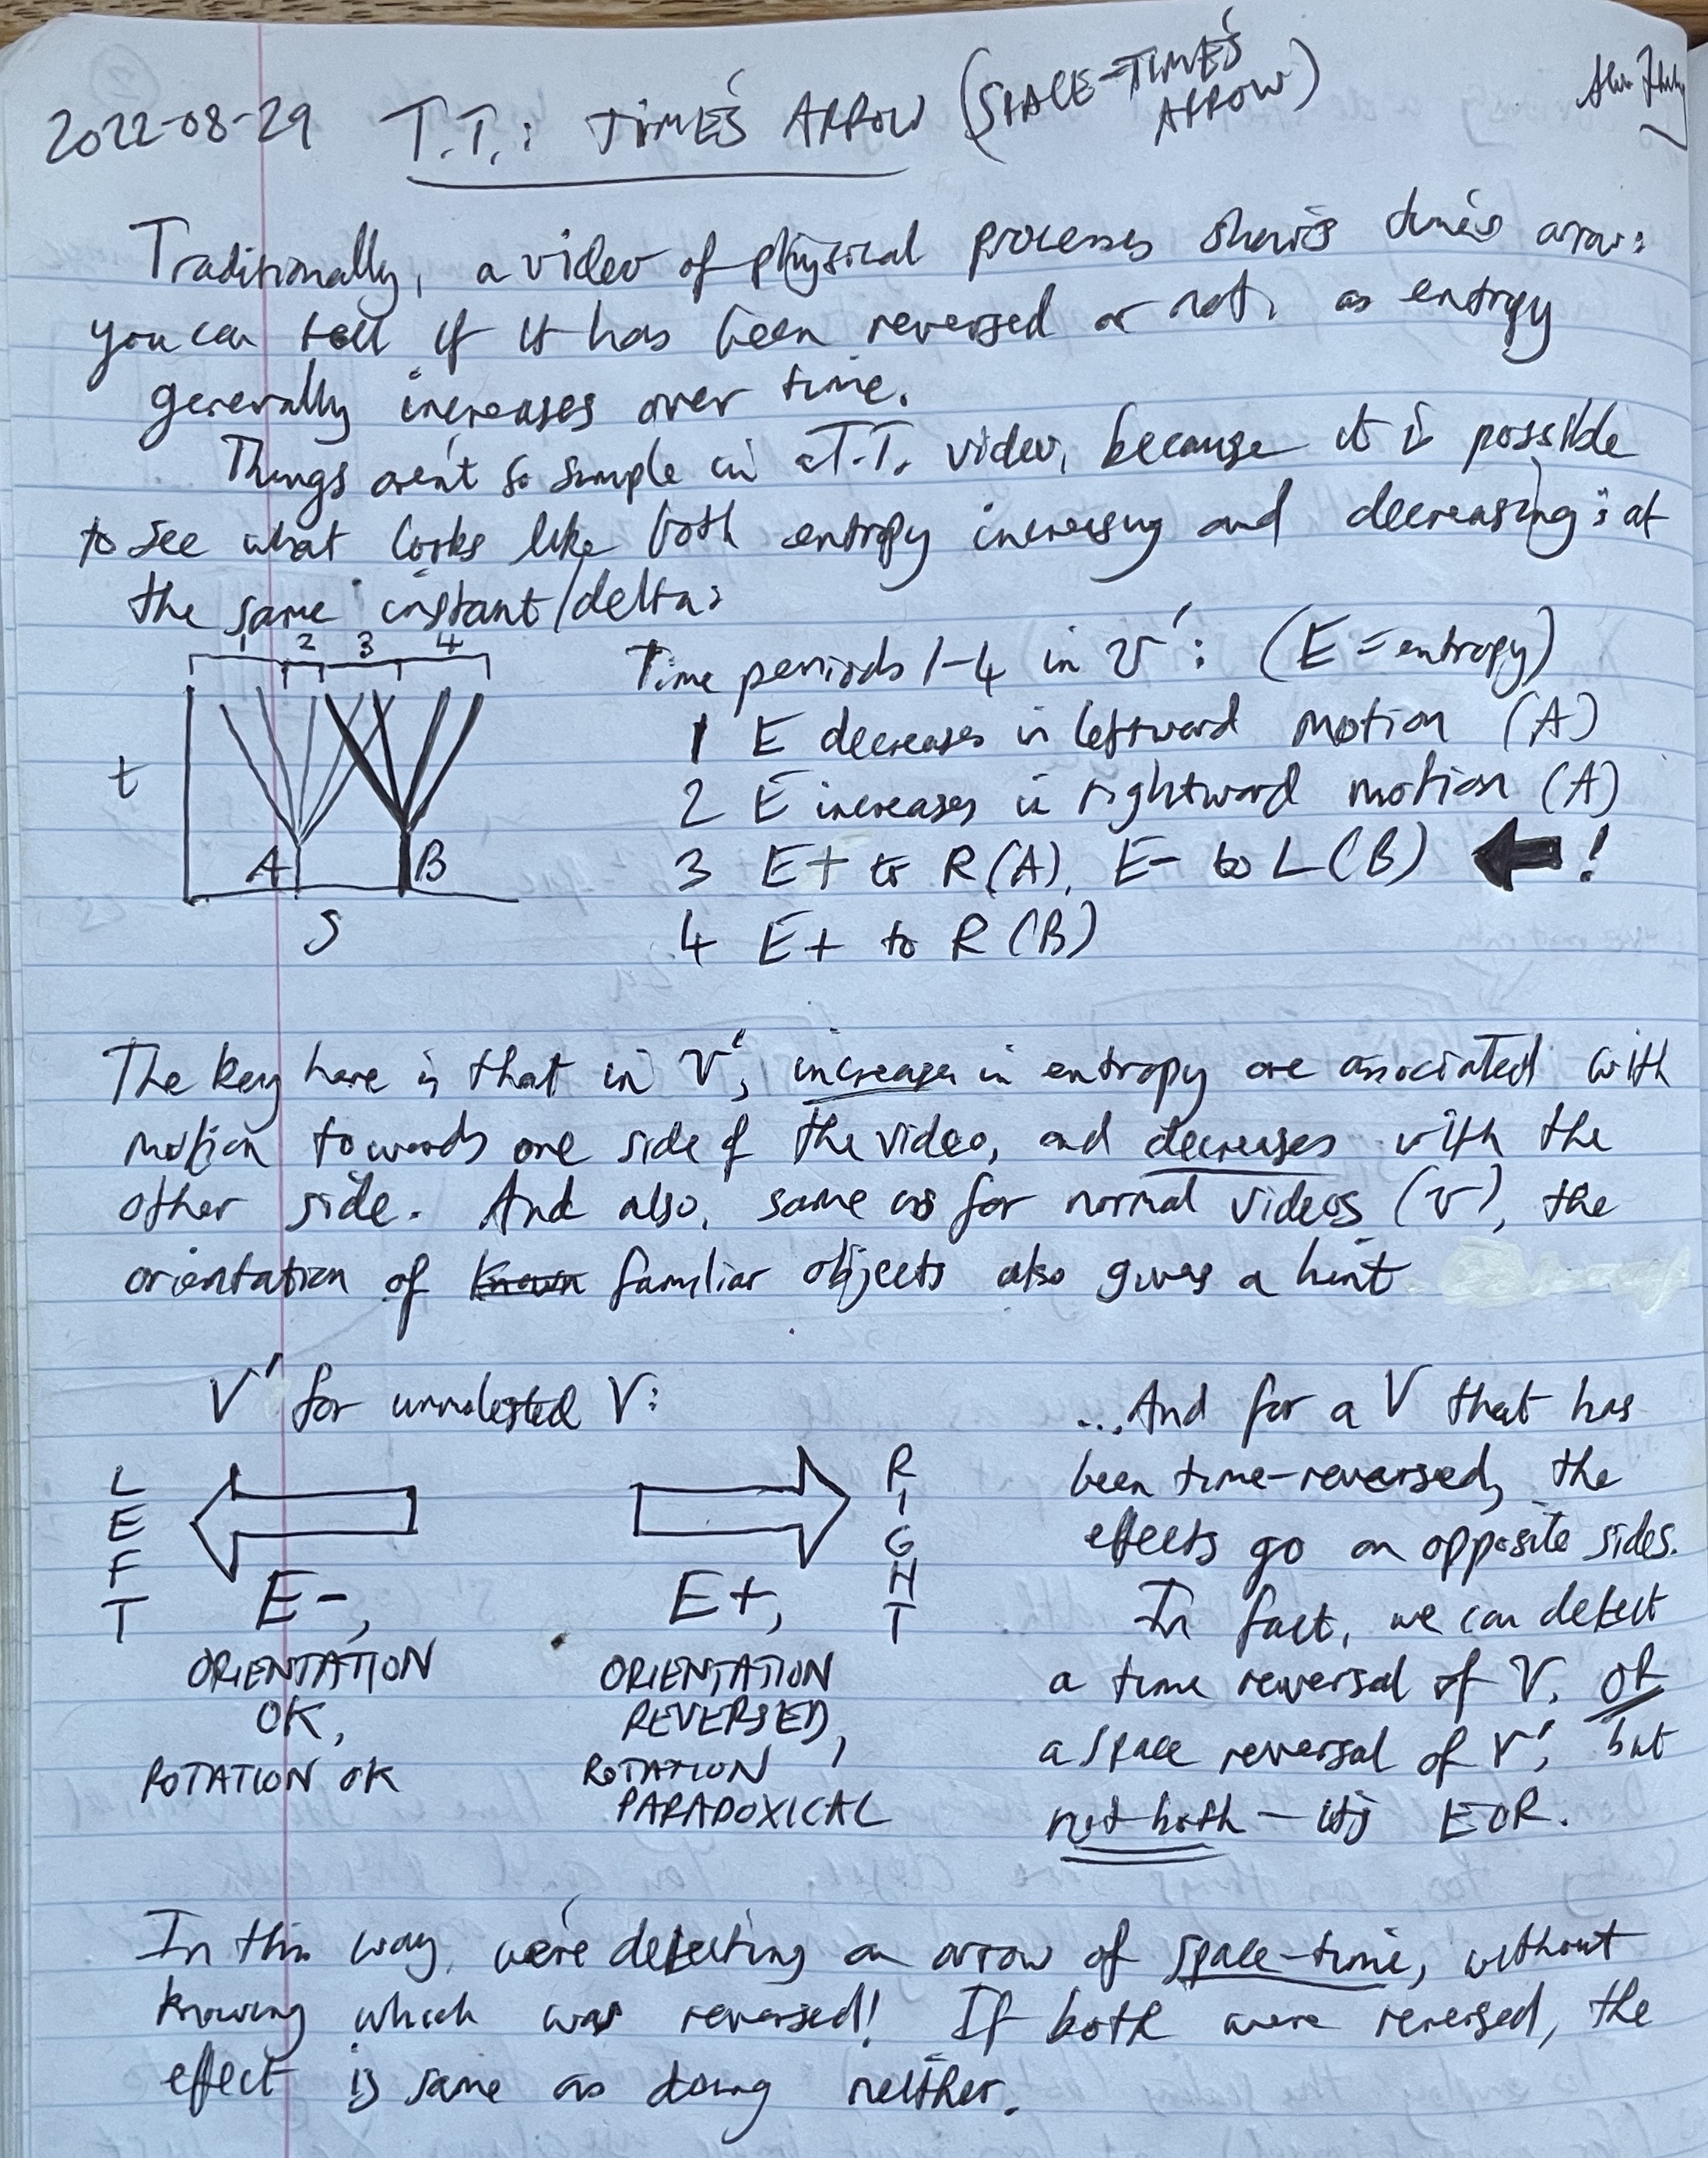 2022-08-29 T.T.: TIME'S ARROW (SPACE-TIME'S ARROW)
Traditionally, a video of physical processes shows time's arrow:
you can tell if it has been reversed or not, as entropy
generally increases over time.
Things aren't so simple in a T.T. video, because it is possible
to see what looks like both entropy increasing and decreasing; at
the same instant/delta:
1 2 3 4
t
A B
S
Time periods 1-4 in V': (E = entropy)
1 E decreases in leftward motion (A)
2 E increases in rightward motion (A)
3 E+ to R (A), E- to L (B) !
4 E+ to R (B)
The key here is that in V', increases in entropy are associated with
motion towards one side of the video, and decreases with the
other side. And also, same as for normal videos (V), the
orientation of known familiar objects also gives a hint
V' for unmolested V:
LEFT
E-,
ORIENTATION
OK,
ROTATION OK
RIGHT
E+,
ORIENTATION
REVERSED,
ROTATION
PARADOXICAL
...And for a V that has
been time-reversed, the
effects go on opposite sides.
In fact, we can detect
a time reversal of V, or
a space reversal of V', but
not both - it's EOR.
In this way, we're detecting an arrow of space-time, without
knowing which was reversed! If both were reversed, the
effect is same as doing neither.